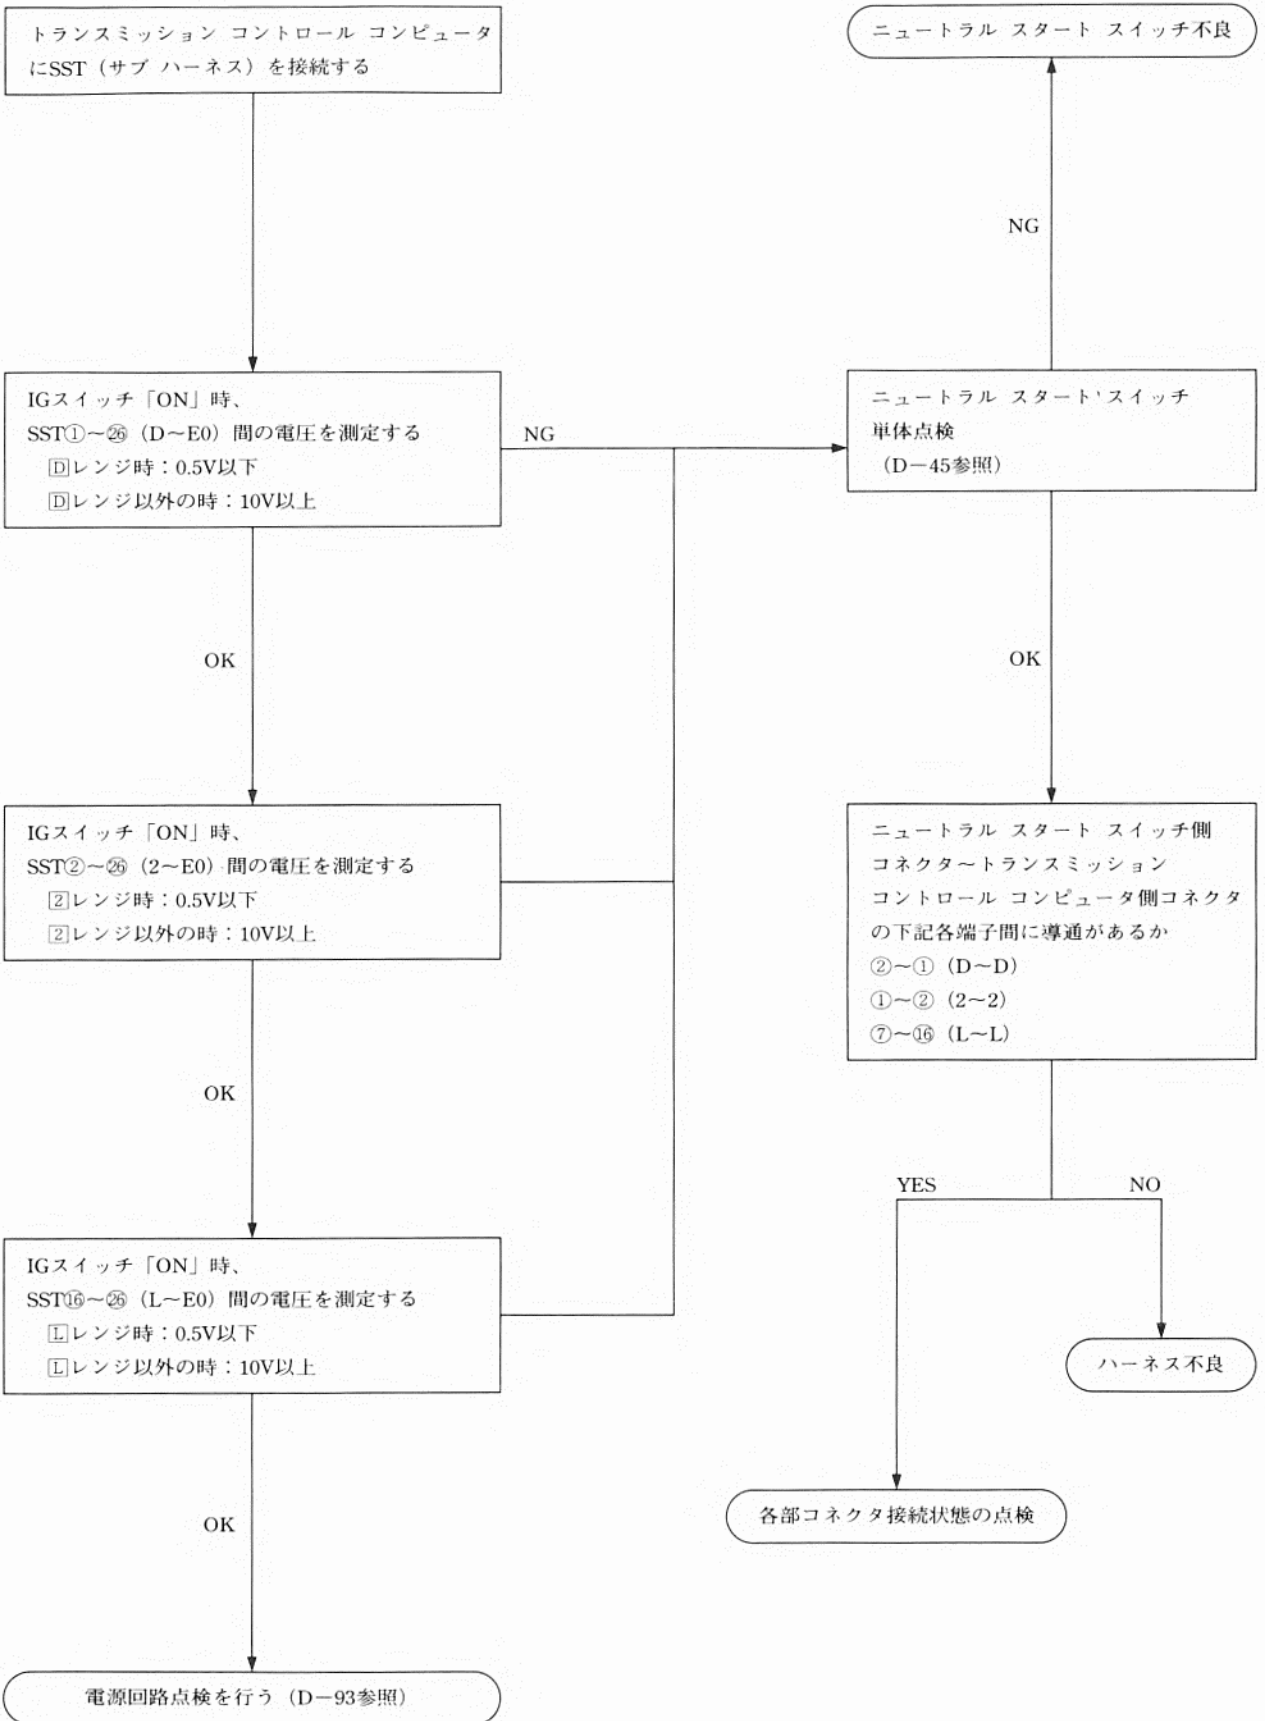 トランスミッション コントロール コンピュータ
にSST（サブ ハーネス）を接続する
IGスイッチ「ON」時、
SST①～㉖（D～E0）間の電圧を測定する
Dレンジ時：0.5V以下
Dレンジ以外の時：10V以上
NG
OK
IGスイッチ「ON」時、
SST②～㉖（2～E0）間の電圧を測定する
2レンジ時：0.5V以下
2レンジ以外の時：10V以上
OK
IGスイッチ「ON」時、
SST⑯～㉖（L～E0）間の電圧を測定する
Lレンジ時：0.5V以下
Lレンジ以外の時：10V以上
OK
電源回路点検を行う（D－93参照）
ニュートラル スタート スイッチ不良
NG
ニュートラル スタート スイッチ
単体点検
（D－45参照）
OK
ニュートラル スタート スイッチ側
コネクタ～トランスミッション
コントロール コンピュータ側コネクタ
の下記各端子間に導通があるか
②～①（D～D）
①～②（2～2）
⑦～⑯（L～L）
YES
NO
ハーネス不良
各部コネクタ接続状態の点検